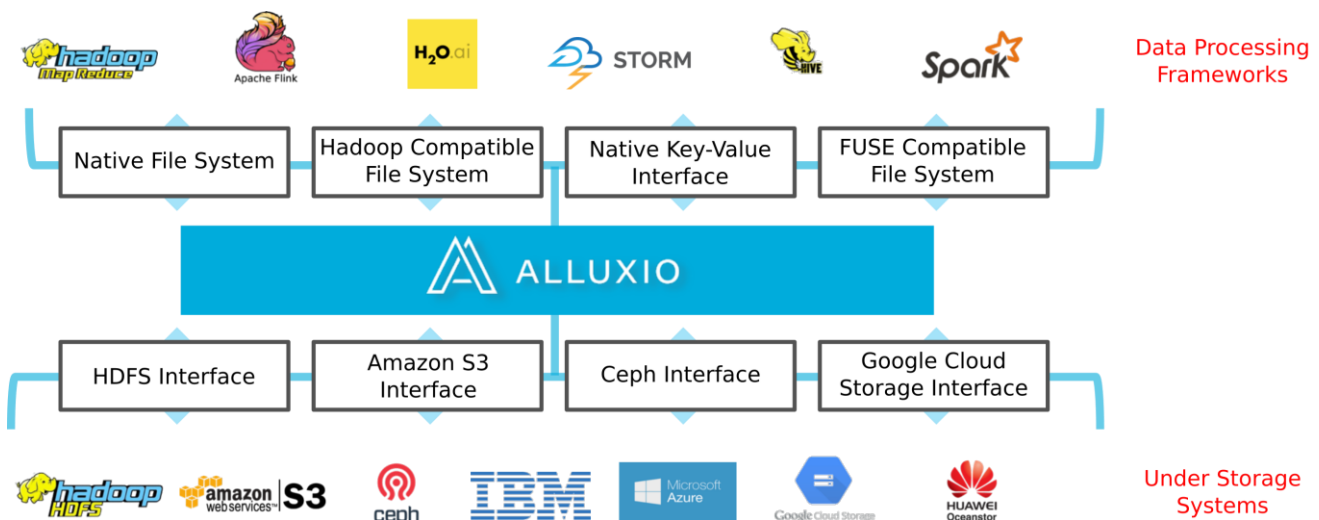 hadoop
Map Reduce
Apache Flink
H2O.ai
STORM
HIVE
Spark
Data Processing
Frameworks
Native File System
Hadoop Compatible
File System
Native Key-Value
Interface
FUSE Compatible
File System
ALLUXIO
HDFS Interface
Amazon S3
Interface
Ceph Interface
Google Cloud
Storage Interface
hadoop
HDFS
amazon
web services™
S3
ceph
IBM
Microsoft
Azure
Google Cloud Storage
HUAWEI
Oceanstor
Under Storage
Systems